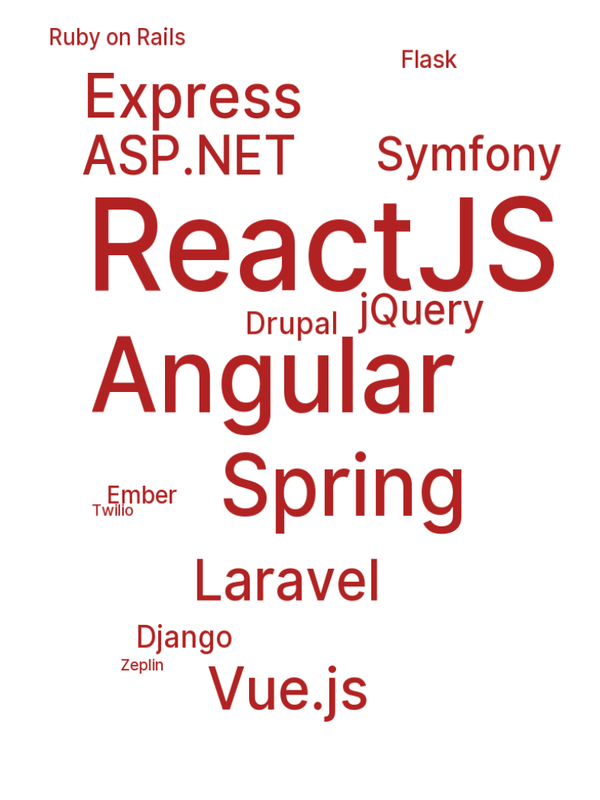 Ruby on Rails
Flask
Express
ASP.NET
Symfony
ReactJS
jQuery
Drupal
Angular
Spring
Ember
Twilio
Laravel
Django
Zeplin
Vue.js